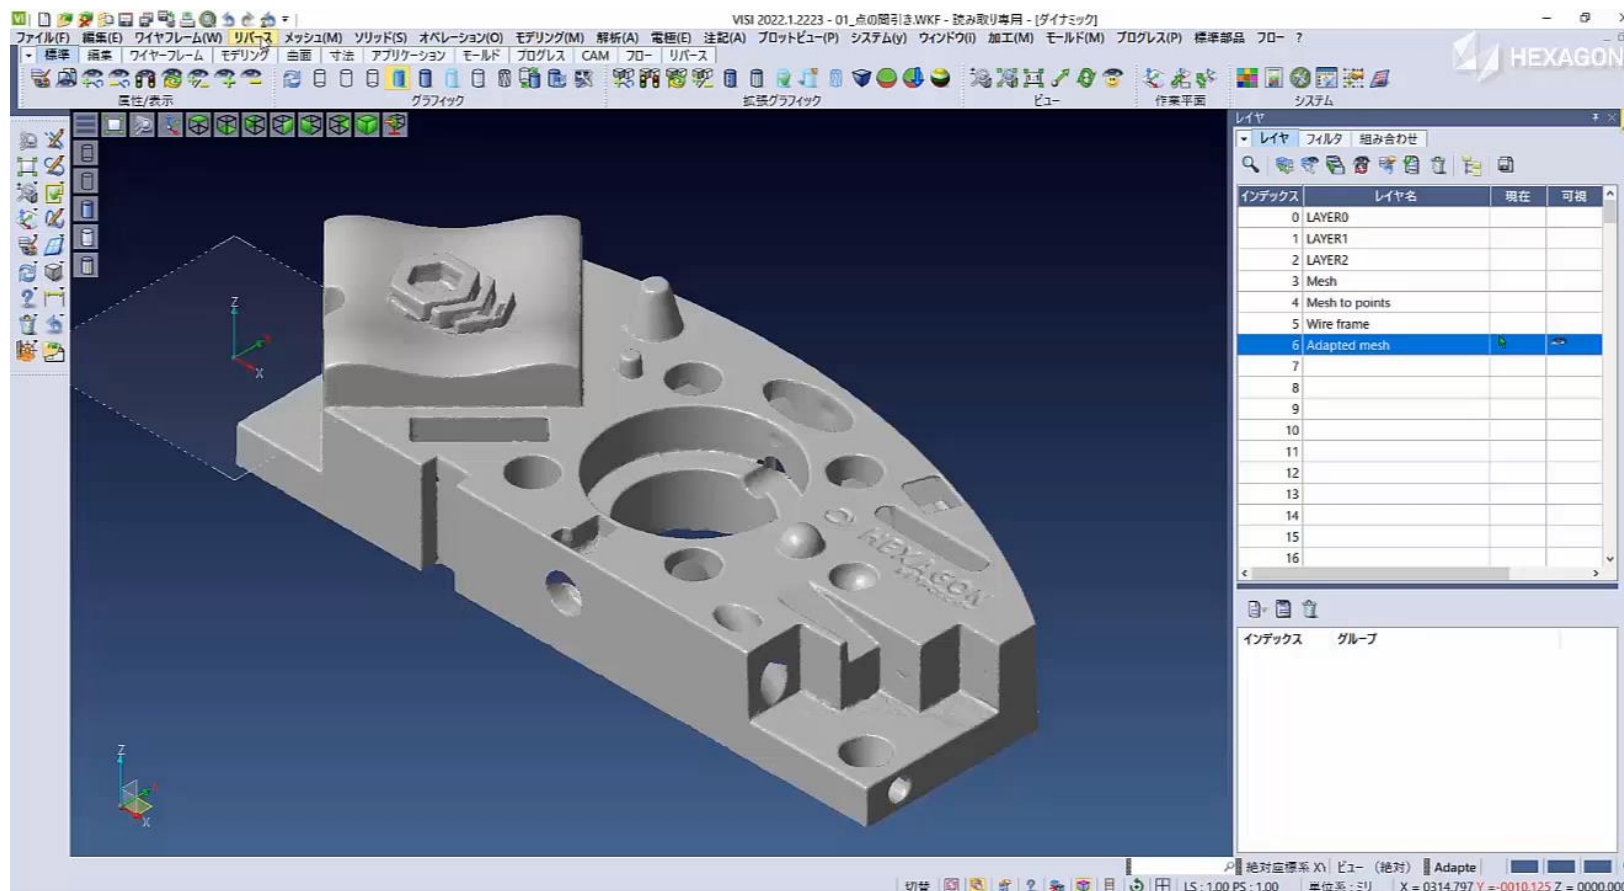 VISI 2022.1.2223 - 01_点の間引き.WKF - 読み取り専用 - [ダイナミック]
ファイル(F) 編集(E) ワイヤフレーム(W) リバース メッシュ(M) ソリッド(S) オペレーション(O) モデリング(M) 解析(A) 電極(E) 注記(A) プロットビュー(P) システム(y) ウィンドウ(i) 加工(M) モールド(M) プログレス(P) 標準部品 フロー ?
標準 編集 ワイヤーフレーム モデリング 曲面 寸法 アプリケーション モールド プログレス CAM フロー リバース
HEXAGON
属性/表示 グラフィック 拡張グラフィック ビュー 作業平面 システム
レイヤ
レイヤ フィルタ 組み合わせ
インデックス レイヤ名 現在 可視
0 LAYER0
1 LAYER1
2 LAYER2
3 Mesh
4 Mesh to points
5 Wire frame
6 Adapted mesh
7
8
9
10
11
12
13
14
15
16
インデックス グループ
Z
X
HEXAGON
Z
X
絶対座標系 ビュー (絶対) Adapte
切替 LS : 1.00 PS : 1.00 単位系 : ミリ X = 0314.797 Y = -0010.125 Z = 0000.00